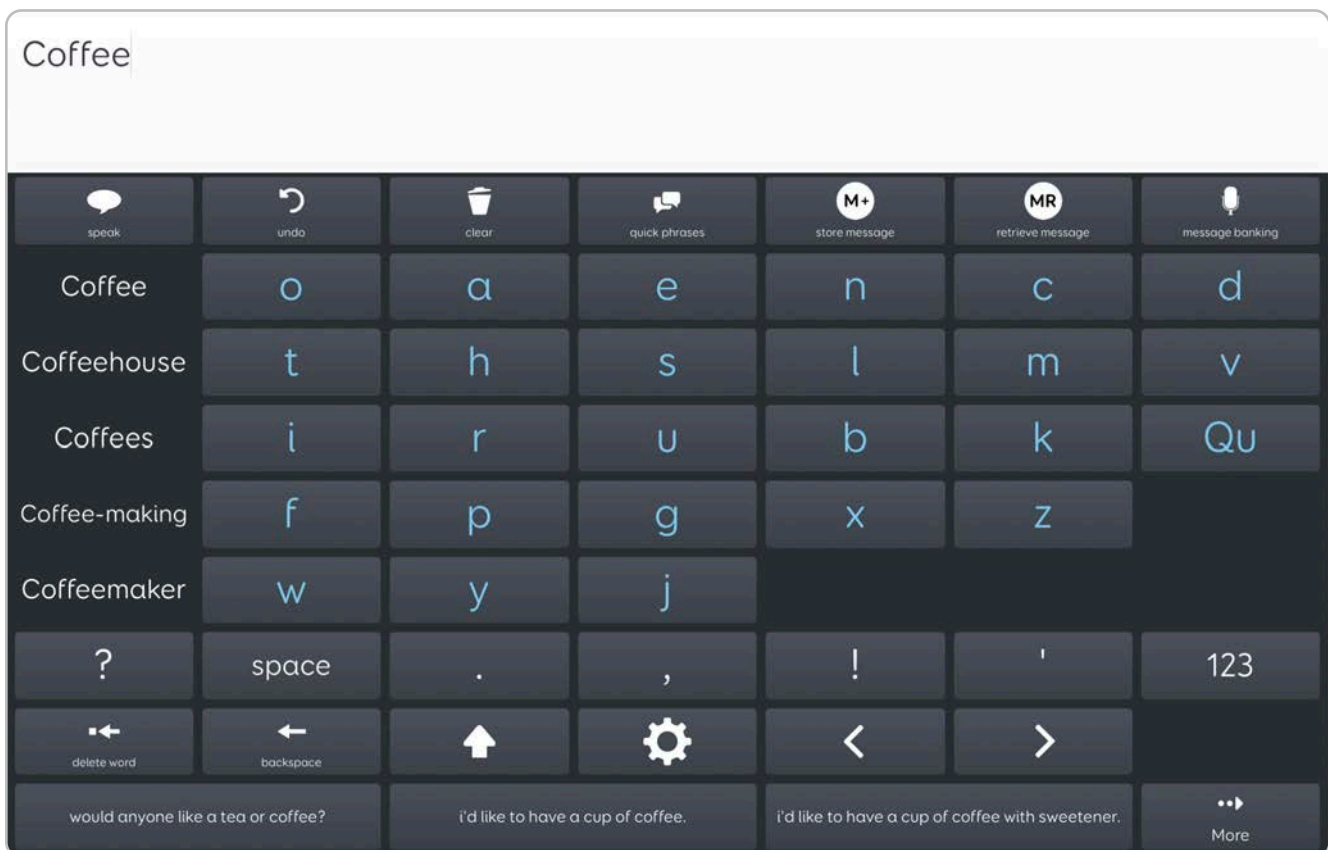 Coffee
speak undo clear quick phrases M+ store message MR retrieve message message banking
Coffee o a e n c d
Coffeehouse t h s l m v
Coffees i r u b k Qu
Coffee-making f p g x z
Coffeemaker w y j
? space . , ! ' 123
delete word backspace < >
would anyone like a tea or coffee? i'd like to have a cup of coffee. i'd like to have a cup of coffee with sweetener. More